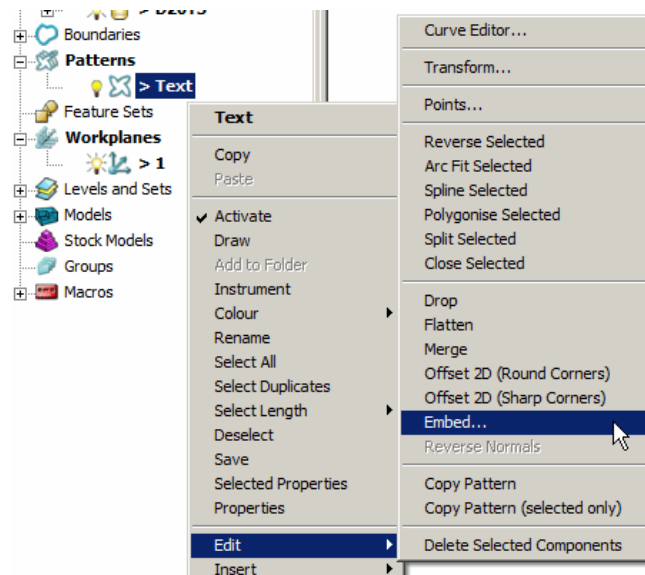 > D2015
Boundaries
Patterns
> Text
Feature Sets
Workplanes
> 1
Levels and Sets
Models
Stock Models
Groups
Macros
Text
Copy
Paste
Activate
Draw
Add to Folder
Instrument
Colour
Rename
Select All
Select Duplicates
Select Length
Deselect
Save
Selected Properties
Properties
Edit
Insert
Curve Editor...
Transform...
Points...
Reverse Selected
Arc Fit Selected
Spline Selected
Polygonise Selected
Split Selected
Close Selected
Drop
Flatten
Merge
Offset 2D (Round Corners)
Offset 2D (Sharp Corners)
Embed...
Reverse Normals
Copy Pattern
Copy Pattern (selected only)
Delete Selected Components